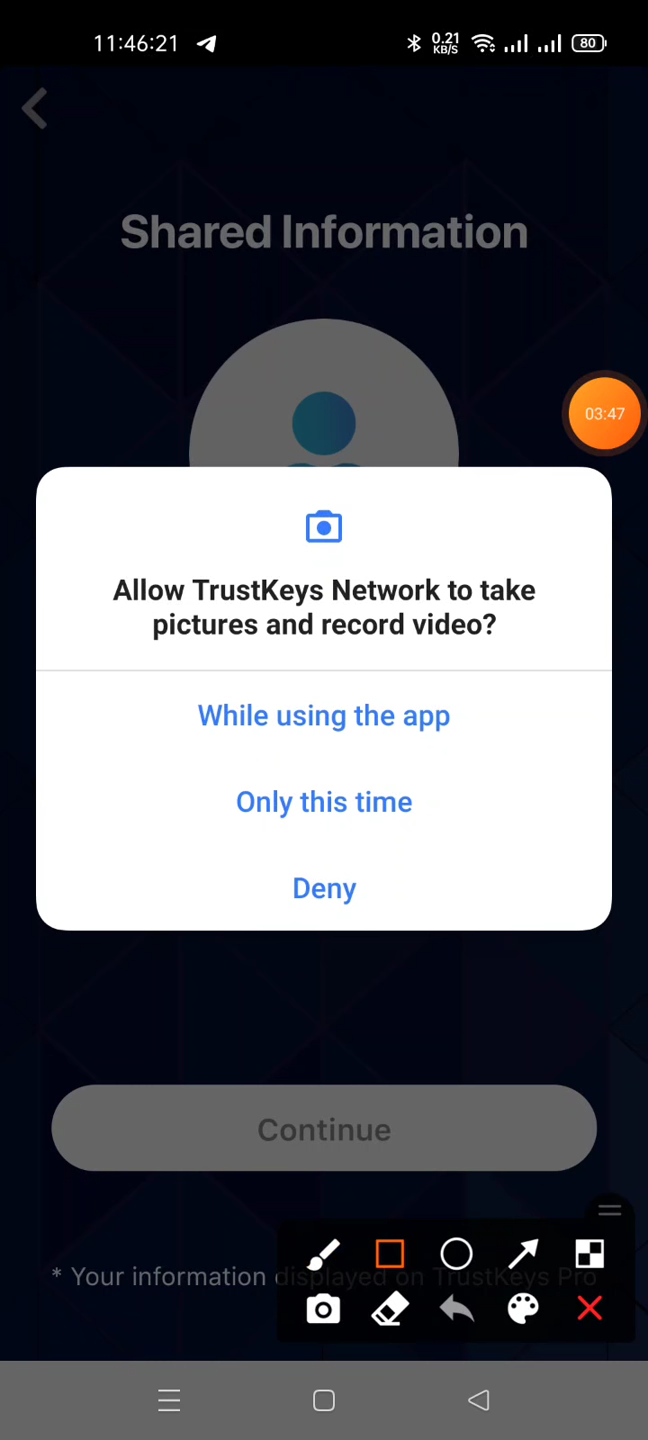 11:46:21
0.21
KB/S
80
Shared Information
03:47
Allow TrustKeys Network to take
pictures and record video?
While using the app
Only this time
Deny
Continue
* Your information displayed on TrustKeys Pro